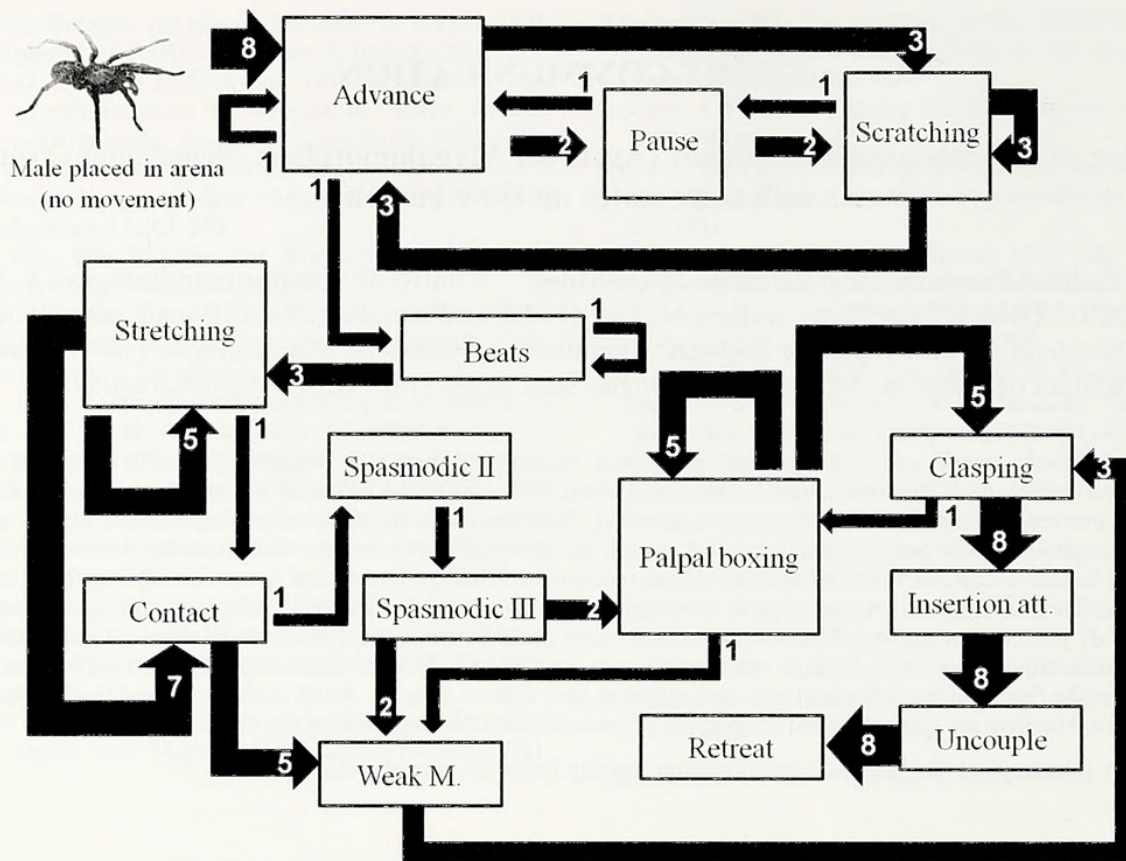 8
Advance
3
1
Pause
2
1
2
Scratching
3
1
Male placed in arena
(no movement)
1
3
Stretching
Beats
1
3
5
1
5
5
Spasmodic II
Clasping
3
1
1
8
Palpal boxing
Contact
1
Spasmodic III
2
Insertion att.
1
7
2
8
5
Weak M.
Retreat
8
Uncouple